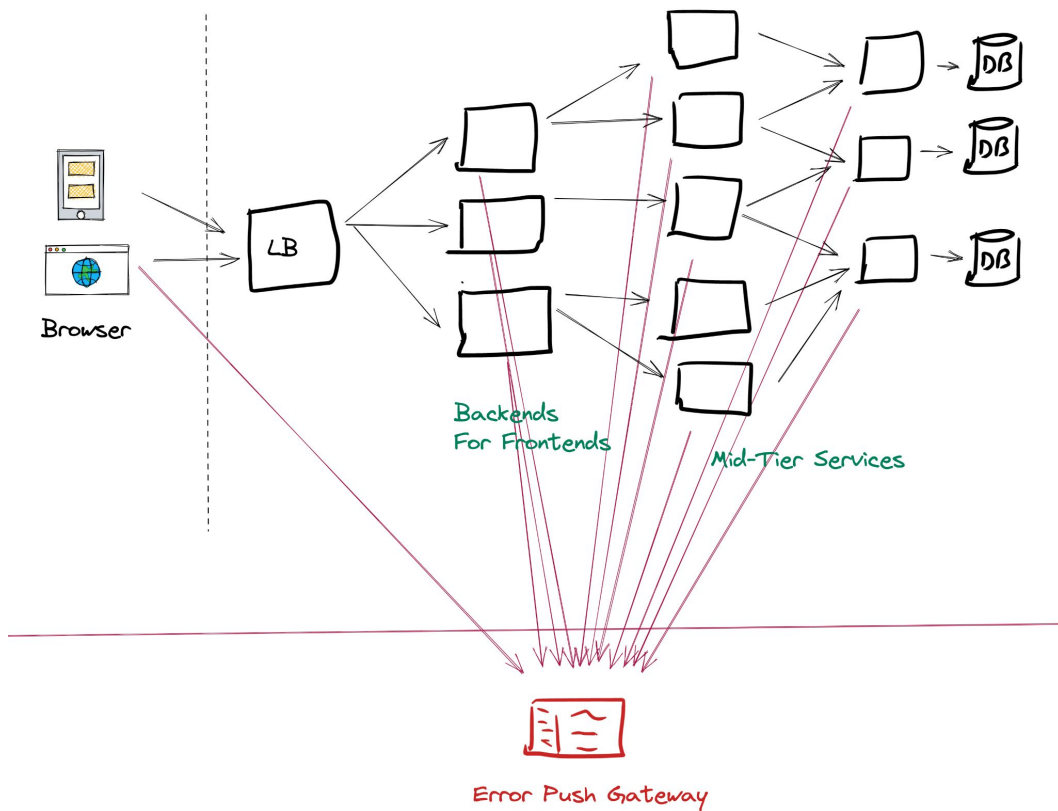 DB
DB
LB
DB
Browser
Backends
For Frontends
Mid-Tier Services
Error Push Gateway